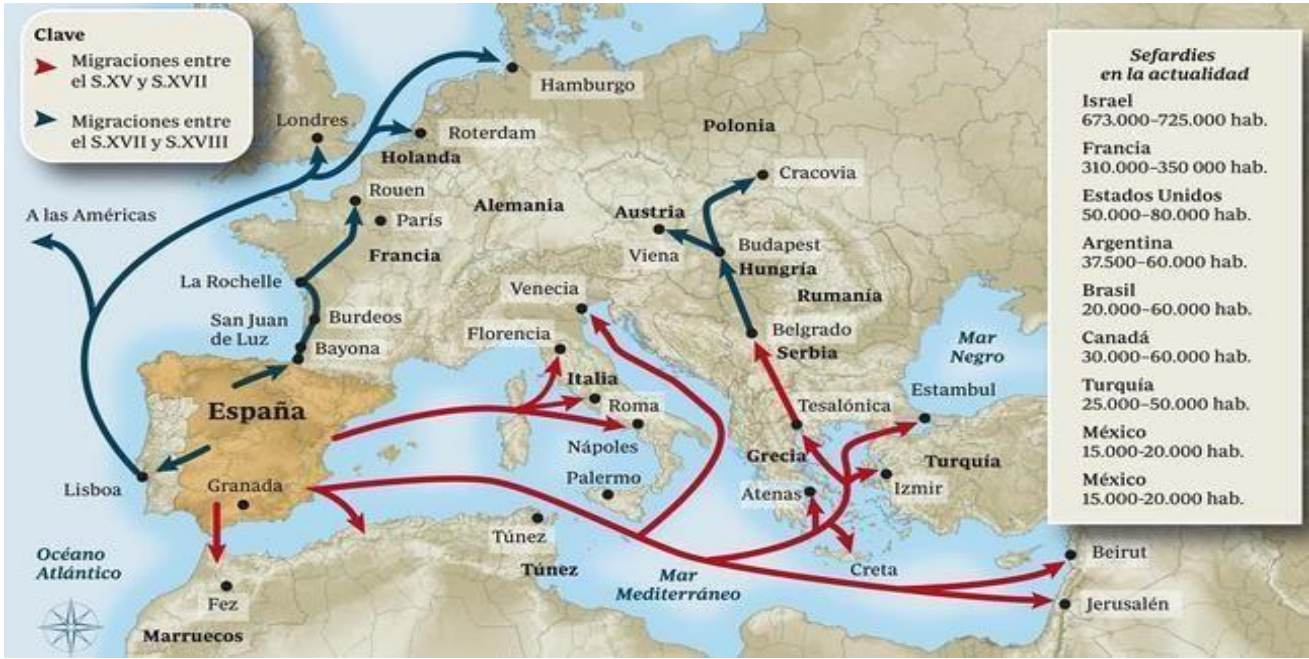 Clave
Migraciones entre
el S.XV y S.XVII
Migraciones entre
el S.XVII y S.XVIII
Sefardies
en la actualidad
Israel
673.000–725.000 hab.
Francia
310.000–350 000 hab.
Estados Unidos
50.000–80.000 hab.
Argentina
37.500–60.000 hab.
Brasil
20.000–60.000 hab.
Canadá
30.000–60.000 hab.
Turquía
25.000–50.000 hab.
México
15.000-20.000 hab.
México
15.000-20.000 hab.
Hamburgo
Londres
Roterdam
Holanda
Polonia
Cracovia
Rouen
París
Alemania
Austria
A las Américas
Francia
Viena
Budapest
Hungría
La Rochelle
Venecia
Rumanía
San Juan
de Luz
Burdeos
Bayona
Florencia
Belgrado
Serbia
Mar
Negro
España
Italia
Roma
Tesalónica
Estambul
Nápoles
Grecia
Turquía
Lisboa
Granada
Palermo
Atenas
Izmir
Océano
Atlántico
Túnez
Túnez
Mar
Mediterráneo
Creta
Beirut
Fez
Jerusalén
Marruecos